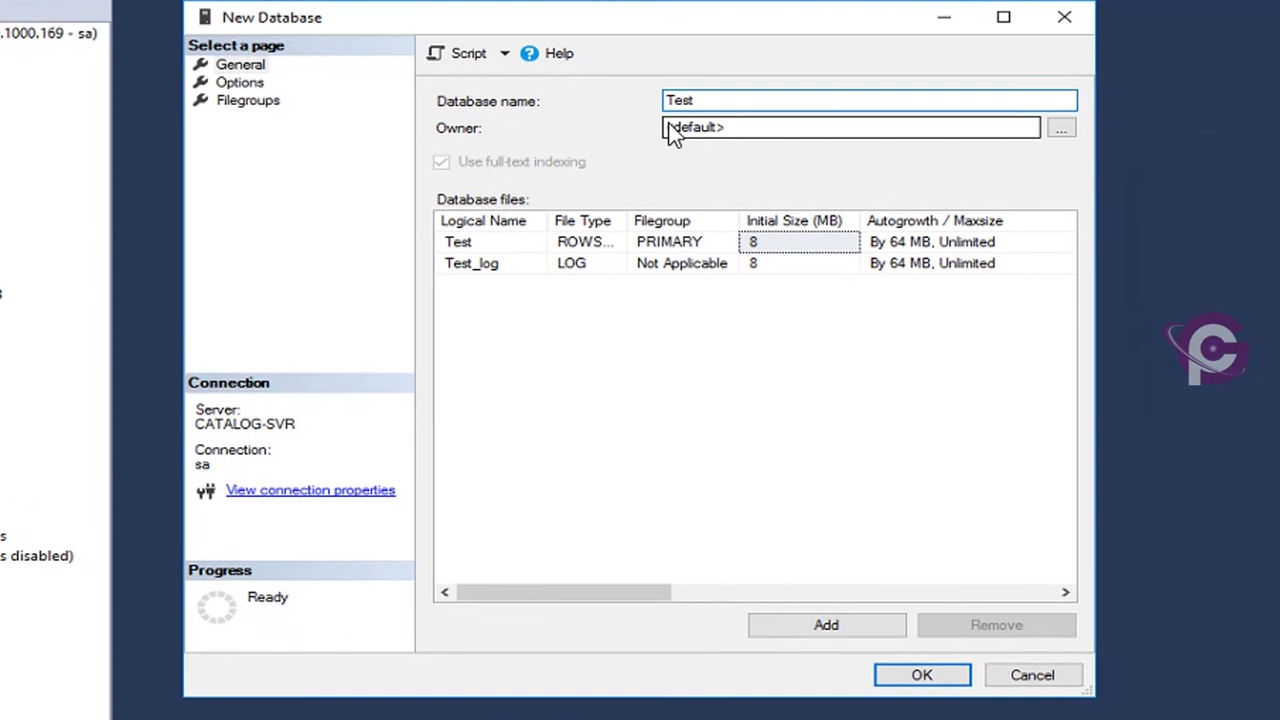 New Database
.1000.169 - sa)
Select a page
General
Options
Filegroups
Script
Help
Database name:
Test
Owner:
default>
...
Use full-text indexing
Database files:
Logical Name File Type Filegroup Initial Size (MB) Autogrowth / Maxsize
Test ROWS... PRIMARY 8 By 64 MB, Unlimited
Test_log LOG Not Applicable 8 By 64 MB, Unlimited
Connection
Server:
CATALOG-SVR
Connection:
sa
View connection properties
s
s disabled)
Progress
Ready
Add
Remove
OK
Cancel